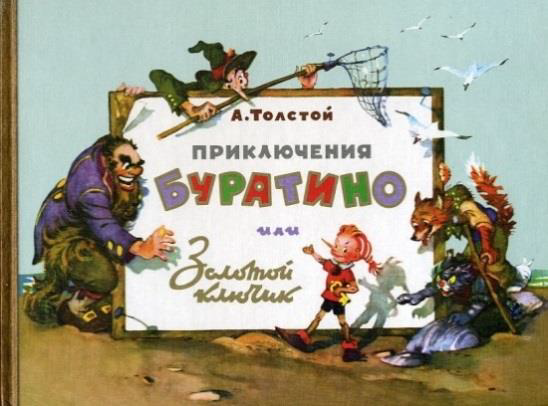 А. Толстой
ПРИКЛЮЧЕНИЯ
БУРАТИНО
или
Золотой
ключик